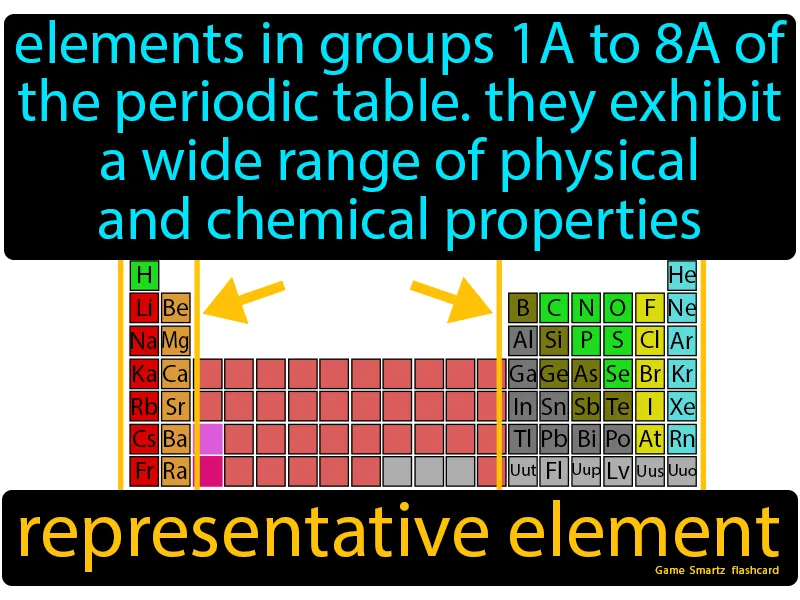 elements in groups 1A to 8A of
the periodic table. they exhibit
a wide range of physical
and chemical properties
H He
Li Be B C N O F Ne
Na Mg Al Si P S Cl Ar
Ka Ca Ga Ge As Se Br Kr
Rb Sr In Sn Sb Te I Xe
Cs Ba Tl Pb Bi Po At Rn
Fr Ra Uut Fl Uup Lv Uus Uuo
representative element
Game Smartz flashcard